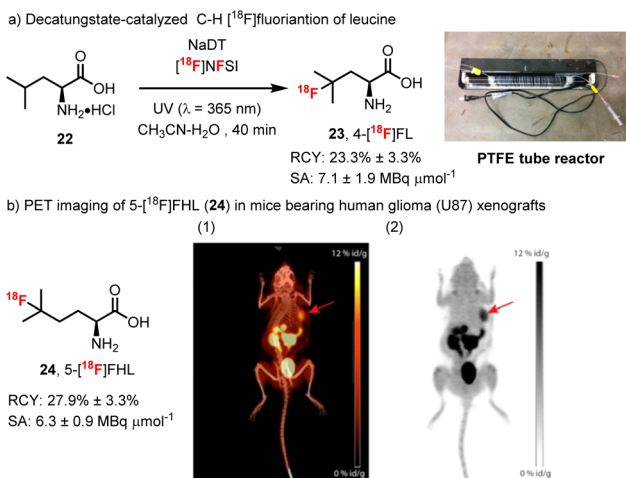 a) Decatungstate-catalyzed C-H [¹⁸F]fluoriantion of leucine
NaDT
[¹⁸F]NFSI
UV (λ = 365 nm)
CH₃CN-H₂O , 40 min
O
OH
NH₂•HCl
22
¹⁸F
O
OH
NH₂
23, 4-[¹⁸F]FL
RCY: 23.3% ± 3.3%
SA: 7.1 ± 1.9 MBq μmol⁻¹
PTFE tube reactor
b) PET imaging of 5-[¹⁸F]FHL (24) in mice bearing human glioma (U87) xenografts
(1)
(2)
¹⁸F
O
OH
NH₂
24, 5-[¹⁸F]FHL
RCY: 27.9% ± 3.3%
SA: 6.3 ± 0.9 MBq μmol⁻¹
12 % id/g
0 % id/g
12 % id/g
0 % id/g